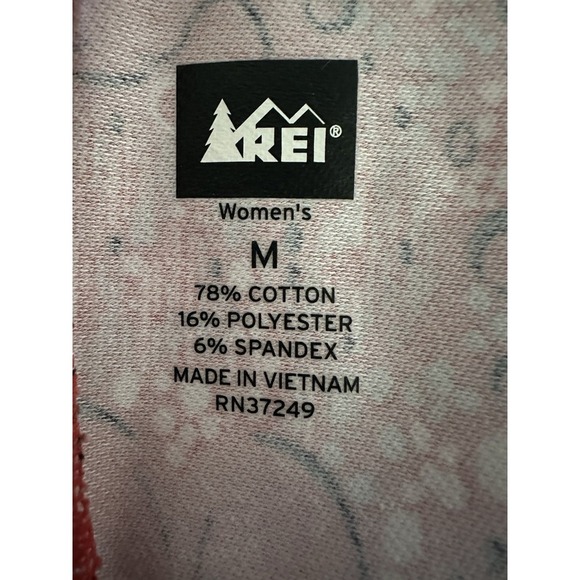 REI®
Women's
M
78% COTTON
16% POLYESTER
6% SPANDEX
MADE IN VIETNAM
RN37249